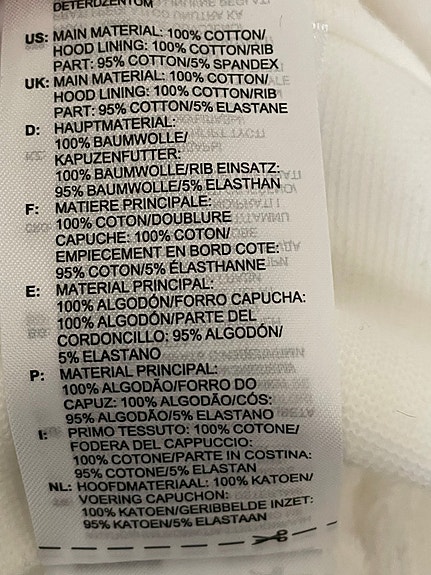 DETERDZENTOM
US: MAIN MATERIAL: 100% COTTON/
HOOD LINING: 100% COTTON/RIB
PART: 95% COTTON/5% SPANDEX
UK: MAIN MATERIAL: 100% COTTON/
HOOD LINING: 100% COTTON/RIB
PART: 95% COTTON/5% ELASTANE
D: HAUPTMATERIAL:
100% BAUMWOLLE/
KAPUZENFUTTER:
100% BAUMWOLLE/RIB EINSATZ:
95% BAUMWOLLE/5% ELASTHAN
F: MATIERE PRINCIPALE:
100% COTON/DOUBLURE
CAPUCHE: 100% COTON/
EMPIECEMENT EN BORD COTE:
95% COTON/5% ÉLASTHANNE
E: MATERIAL PRINCIPAL:
100% ALGODÓN/FORRO CAPUCHA:
100% ALGODÓN/PARTE DEL
CORDONCILLO: 95% ALGODÓN/
5% ELASTANO
P: MATERIAL PRINCIPAL:
100% ALGODÃO/FORRO DO
CAPUZ: 100% ALGODÃO/CÓS:
95% ALGODÃO/5% ELASTANO
I: PRIMO TESSUTO: 100% COTONE/
FODERA DEL CAPPUCCIO:
100% COTONE/PARTE IN COSTINA:
95% COTONE/5% ELASTAN
NL: HOOFDMATERIAAL: 100% KATOEN/
VOERING CAPUCHON:
100% KATOEN/GERIBBELDE INZET:
95% KATOEN/5% ELASTAAN